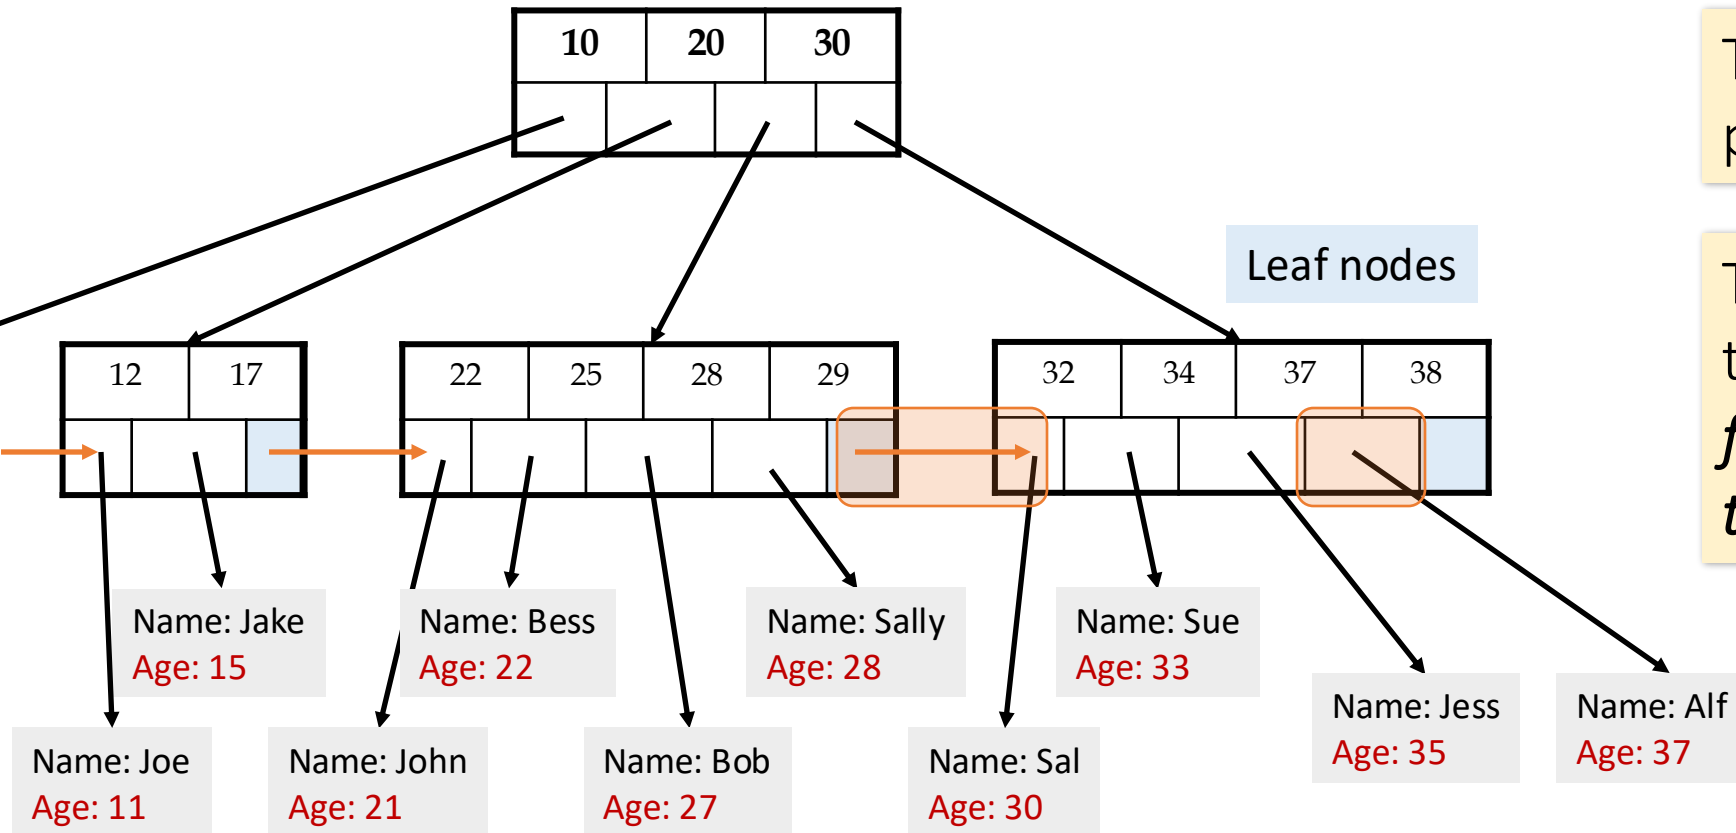 10 20 30
T
p
Leaf nodes
T
t
f
t
12 17
22 25 28 29
32 34 37 38
Name: Jake
Age: 15
Name: Bess
Age: 22
Name: Sally
Age: 28
Name: Sue
Age: 33
Name: Jess
Age: 35
Name: Alf
Age: 37
Name: Joe
Age: 11
Name: John
Age: 21
Name: Bob
Age: 27
Name: Sal
Age: 30